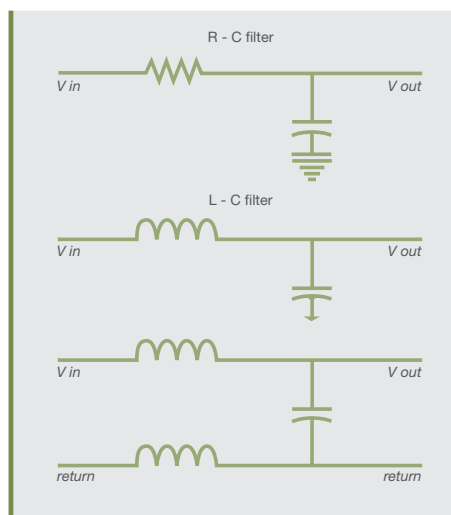 R - C filter
V in V out
L - C filter
V in V out
V in V out
return return